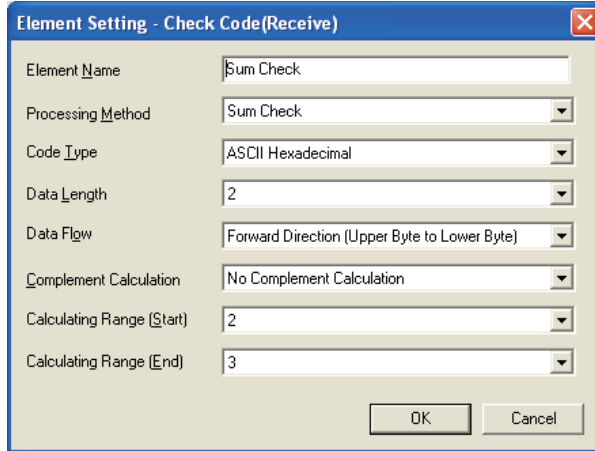 Element Setting - Check Code(Receive)
Element Name Sum Check
Processing Method Sum Check
Code Type ASCII Hexadecimal
Data Length 2
Data Flow Forward Direction (Upper Byte to Lower Byte)
Complement Calculation No Complement Calculation
Calculating Range (Start) 2
Calculating Range (End) 3
OK Cancel